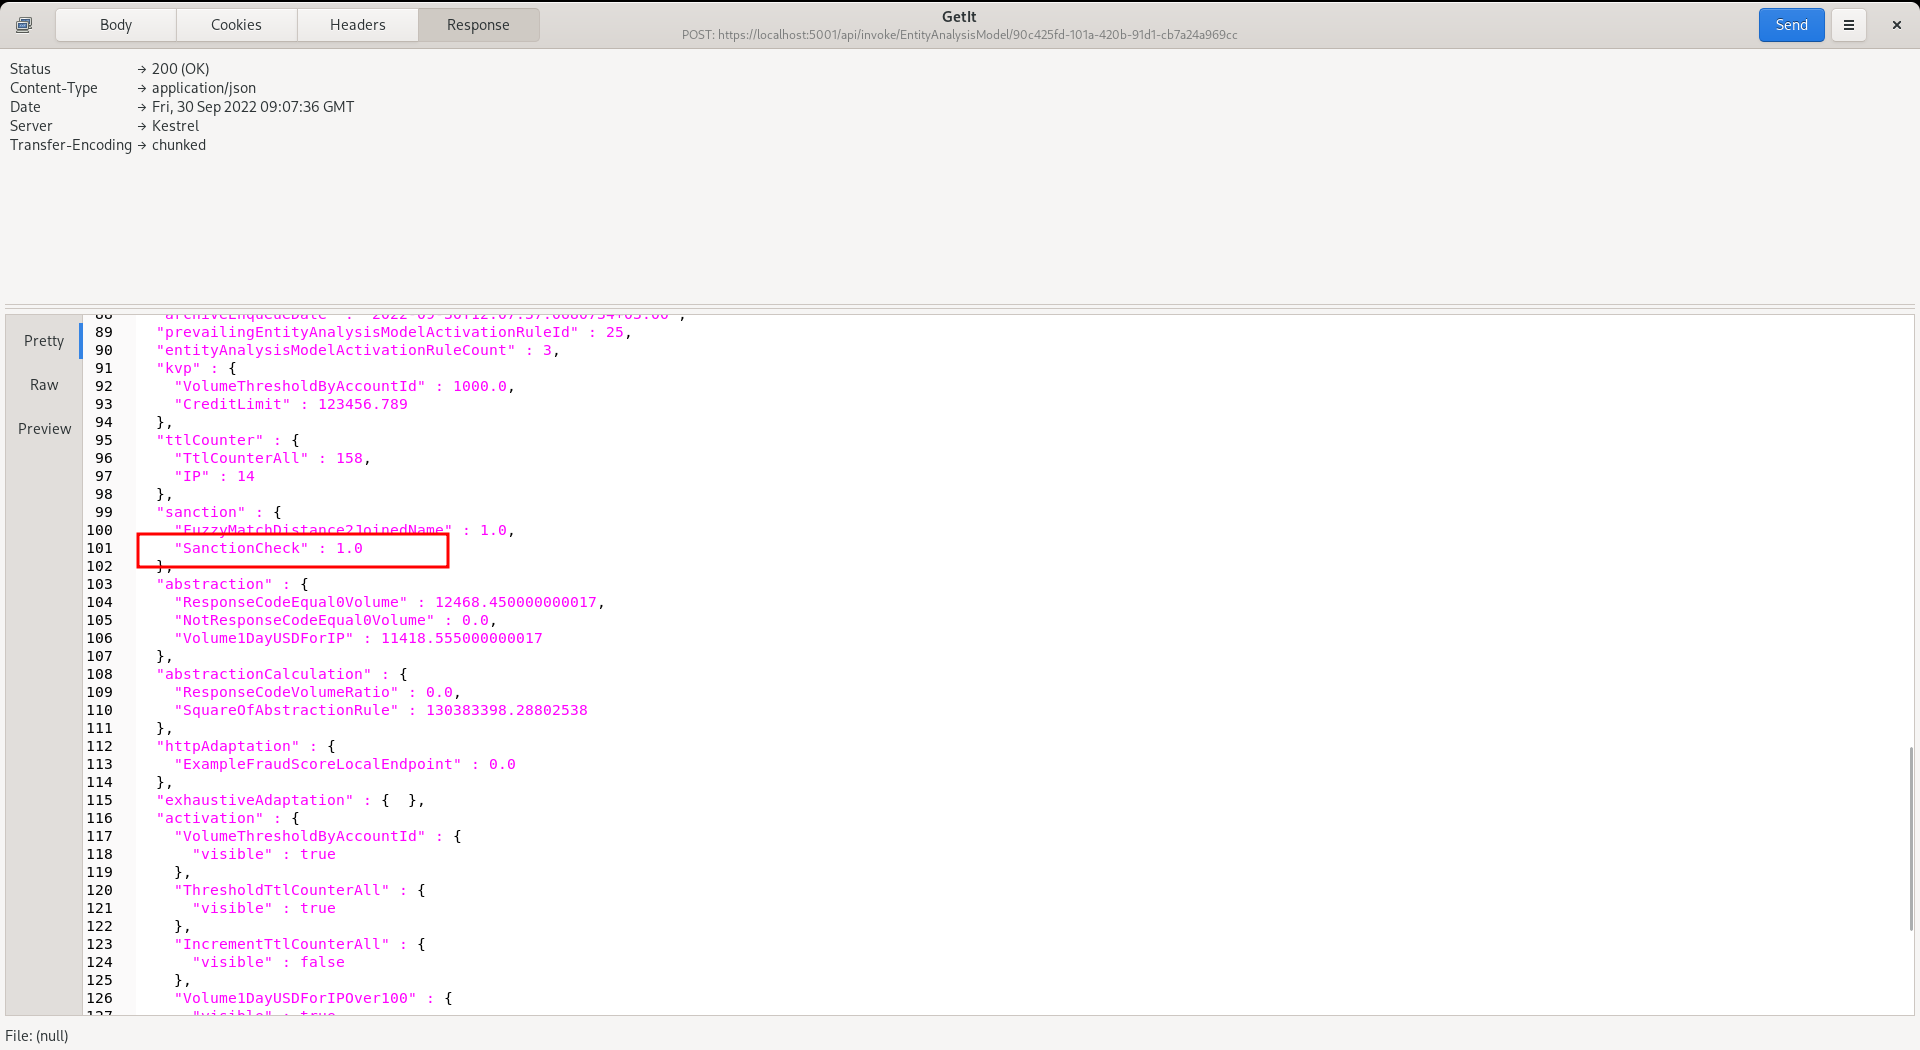 Body Cookies Headers Response
GetIt
POST: https://localhost:5001/api/invoke/EntityAnalysisModel/90c425fd-101a-420b-91d1-cb7a24a969cc
Send
Status → 200 (OK)
Content-Type → application/json
Date → Fri, 30 Sep 2022 09:07:36 GMT
Server → Kestrel
Transfer-Encoding → chunked
Pretty
Raw
Preview
88 "archiveEnqueueDate" :
89 "prevailingEntityAnalysisModelActivationRuleId" : 25,
90 "entityAnalysisModelActivationRuleCount" : 3,
91 "kvp" : {
92 "VolumeThresholdByAccountId" : 1000.0,
93 "CreditLimit" : 123456.789
94 },
95 "ttlCounter" : {
96 "TtlCounterAll" : 158,
97 "IP" : 14
98 },
99 "sanction" : {
100 "FuzzyMatchDistance2JoinedName" : 1.0,
101 "SanctionCheck" : 1.0
102 },
103 "abstraction" : {
104 "ResponseCodeEqual0Volume" : 12468.450000000017,
105 "NotResponseCodeEqual0Volume" : 0.0,
106 "Volume1DayUSDForIP" : 11418.555000000017
107 },
108 "abstractionCalculation" : {
109 "ResponseCodeVolumeRatio" : 0.0,
110 "SquareOfAbstractionRule" : 130383398.28802538
111 },
112 "httpAdaptation" : {
113 "ExampleFraudScoreLocalEndpoint" : 0.0
114 },
115 "exhaustiveAdaptation" : {  },
116 "activation" : {
117 "VolumeThresholdByAccountId" : {
118 "visible" : true
119 },
120 "ThresholdTtlCounterAll" : {
121 "visible" : true
122 },
123 "IncrementTtlCounterAll" : {
124 "visible" : false
125 },
126 "Volume1DayUSDForIPOver100" : {
127 "visible" : true
File: (null)